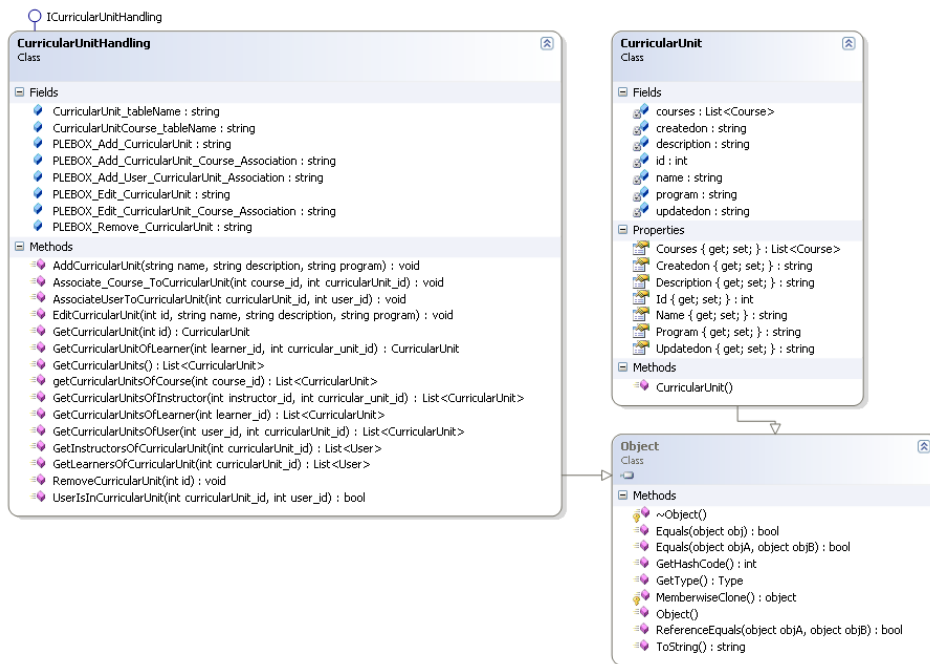 ICurricularUnitHandling
CurricularUnitHandling
Class
Fields
CurricularUnit_tableName : string
CurricularUnitCourse_tableName : string
PLEBOX_Add_CurricularUnit : string
PLEBOX_Add_CurricularUnit_Course_Association : string
PLEBOX_Add_User_CurricularUnit_Association : string
PLEBOX_Edit_CurricularUnit : string
PLEBOX_Edit_CurricularUnit_Course_Association : string
PLEBOX_Remove_CurricularUnit : string
Methods
AddCurricularUnit(string name, string description, string program) : void
Associate_Course_ToCurricularUnit(int course_id, int curricularUnit_id) : void
AssociateUserToCurricularUnit(int curricularUnit_id, int user_id) : void
EditCurricularUnit(int id, string name, string description, string program) : void
GetCurricularUnit(int id) : CurricularUnit
GetCurricularUnitOfLearner(int learner_id, int curricular_unit_id) : CurricularUnit
GetCurricularUnits() : List<CurricularUnit>
getCurricularUnitsOfCourse(int course_id) : List<CurricularUnit>
GetCurricularUnitsOfInstructor(int instructor_id, int curricular_unit_id) : List<CurricularUnit>
GetCurricularUnitsOfLearner(int learner_id) : List<CurricularUnit>
GetCurricularUnitsOfUser(int user_id, int curricularUnit_id) : List<CurricularUnit>
GetInstructorsOfCurricularUnit(int curricularUnit_id) : List<User>
GetLearnersOfCurricularUnit(int curricularUnit_id) : List<User>
RemoveCurricularUnit(int id) : void
UserIsInCurricularUnit(int curricularUnit_id, int user_id) : bool
CurricularUnit
Class
Fields
courses : List<Course>
createdon : string
description : string
id : int
name : string
program : string
updatedon : string
Properties
Courses { get; set; } : List<Course>
Createdon { get; set; } : string
Description { get; set; } : string
Id { get; set; } : int
Name { get; set; } : string
Program { get; set; } : string
Updatedon { get; set; } : string
Methods
CurricularUnit()
Object
Class
Methods
~Object()
Equals(object obj) : bool
Equals(object objA, object objB) : bool
GetHashCode() : int
GetType() : Type
MemberwiseClone() : object
Object()
ReferenceEquals(object objA, object objB) : bool
ToString() : string